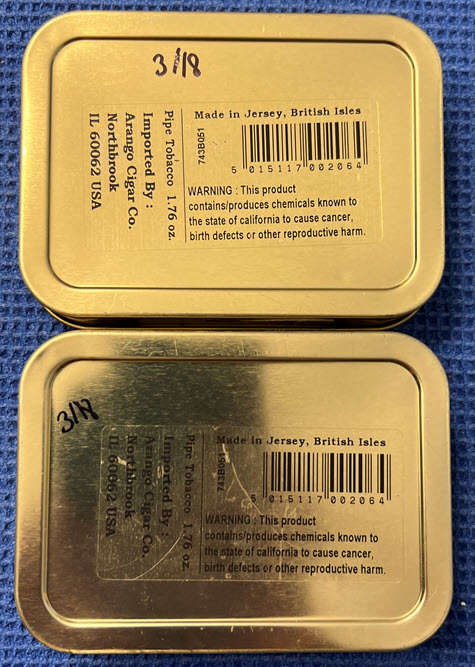 3/18
Made in Jersey, British Isles
743B051
5 015117 002064
WARNING : This product
contains/produces chemicals known to
the state of california to cause cancer,
birth defects or other reproductive harm.
Pipe Tobacco 1.76 oz.
Imported By :
Arango Cigar Co.
Northbrook
IL 60062 USA
3/18
Made in Jersey, British Isles
743B051
5 015117 002064
WARNING : This product
contains/produces chemicals known to
the state of california to cause cancer,
birth defects or other reproductive harm.
Pipe Tobacco 1.76 oz.
Imported By :
Arango Cigar Co.
Northbrook
IL 60062 USA